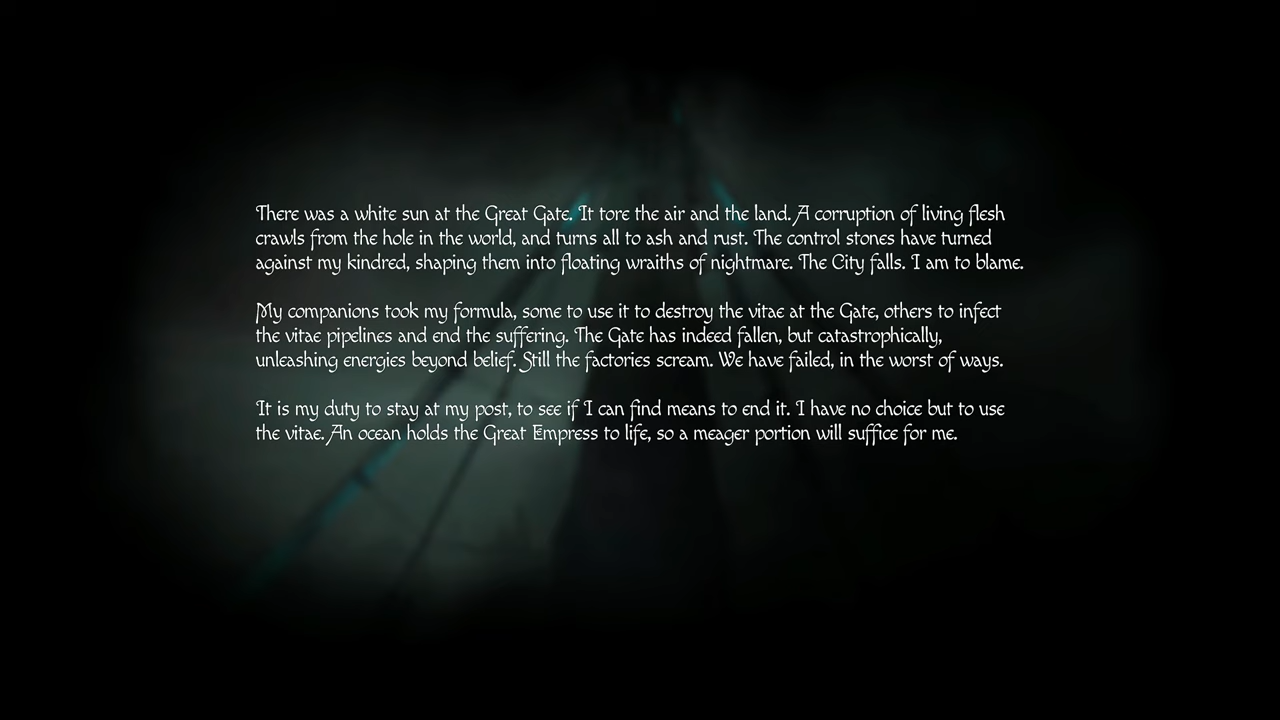 There was a white sun at the Great Gate. It tore the air and the land. A corruption of living flesh
crawls from the hole in the world, and turns all to ash and rust. The control stones have turned
against my kindred, shaping them into floating wraiths of nightmare. The City falls. I am to blame.
My companions took my formula, some to use it to destroy the vitae at the Gate, others to infect
the vitae pipelines and end the suffering. The Gate has indeed fallen, but catastrophically,
unleashing energies beyond belief. Still the factories scream. We have failed, in the worst of ways.
It is my duty to stay at my post, to see if I can find means to end it. I have no choice but to use
the vitae. An ocean holds the Great Empress to life, so a meager portion will suffice for me.